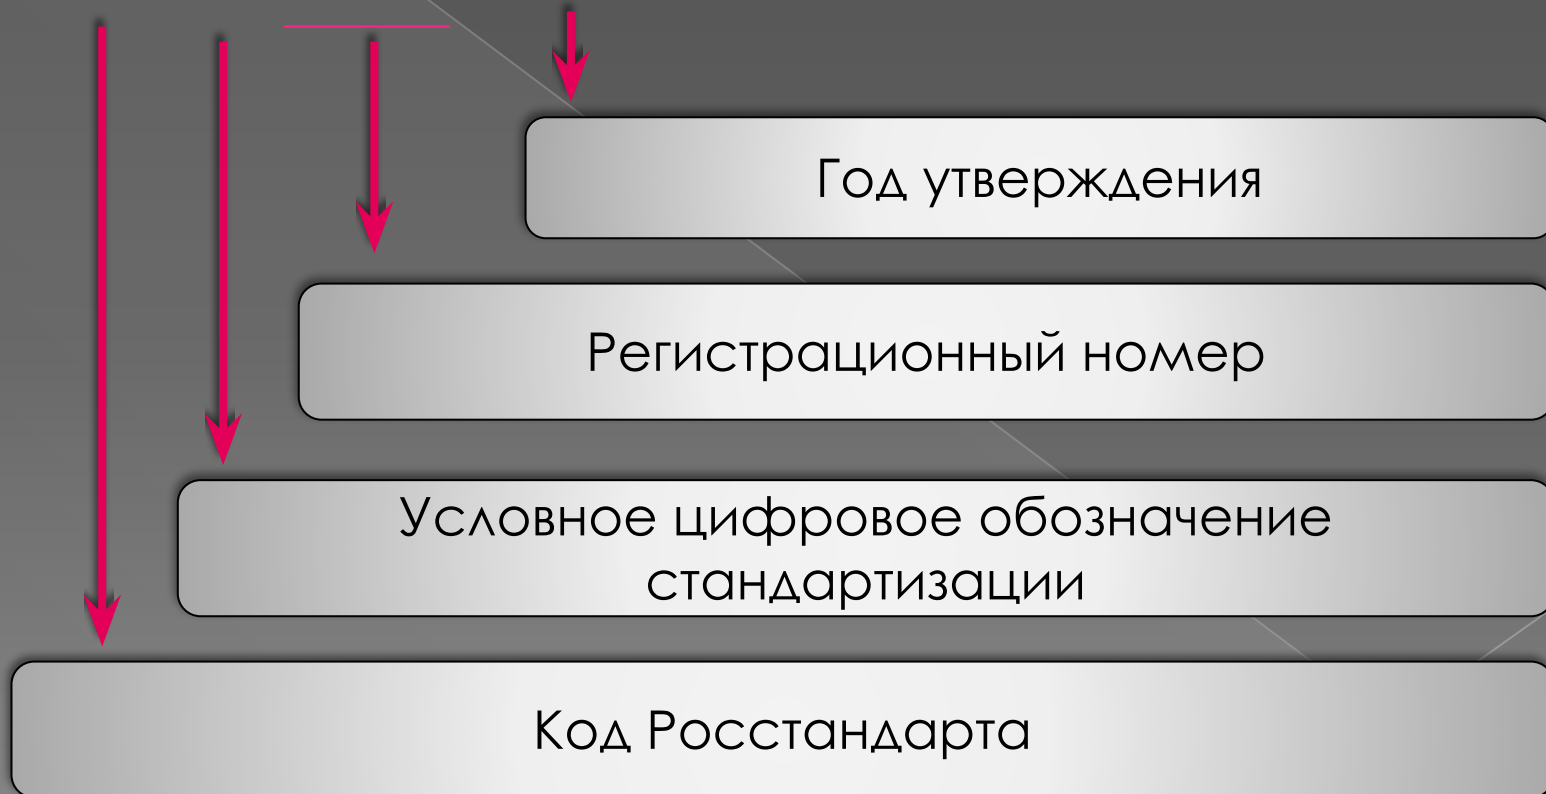 Год утверждения
Регистрационный номер
Условное цифровое обозначение
стандартизации
Код Росстандарта